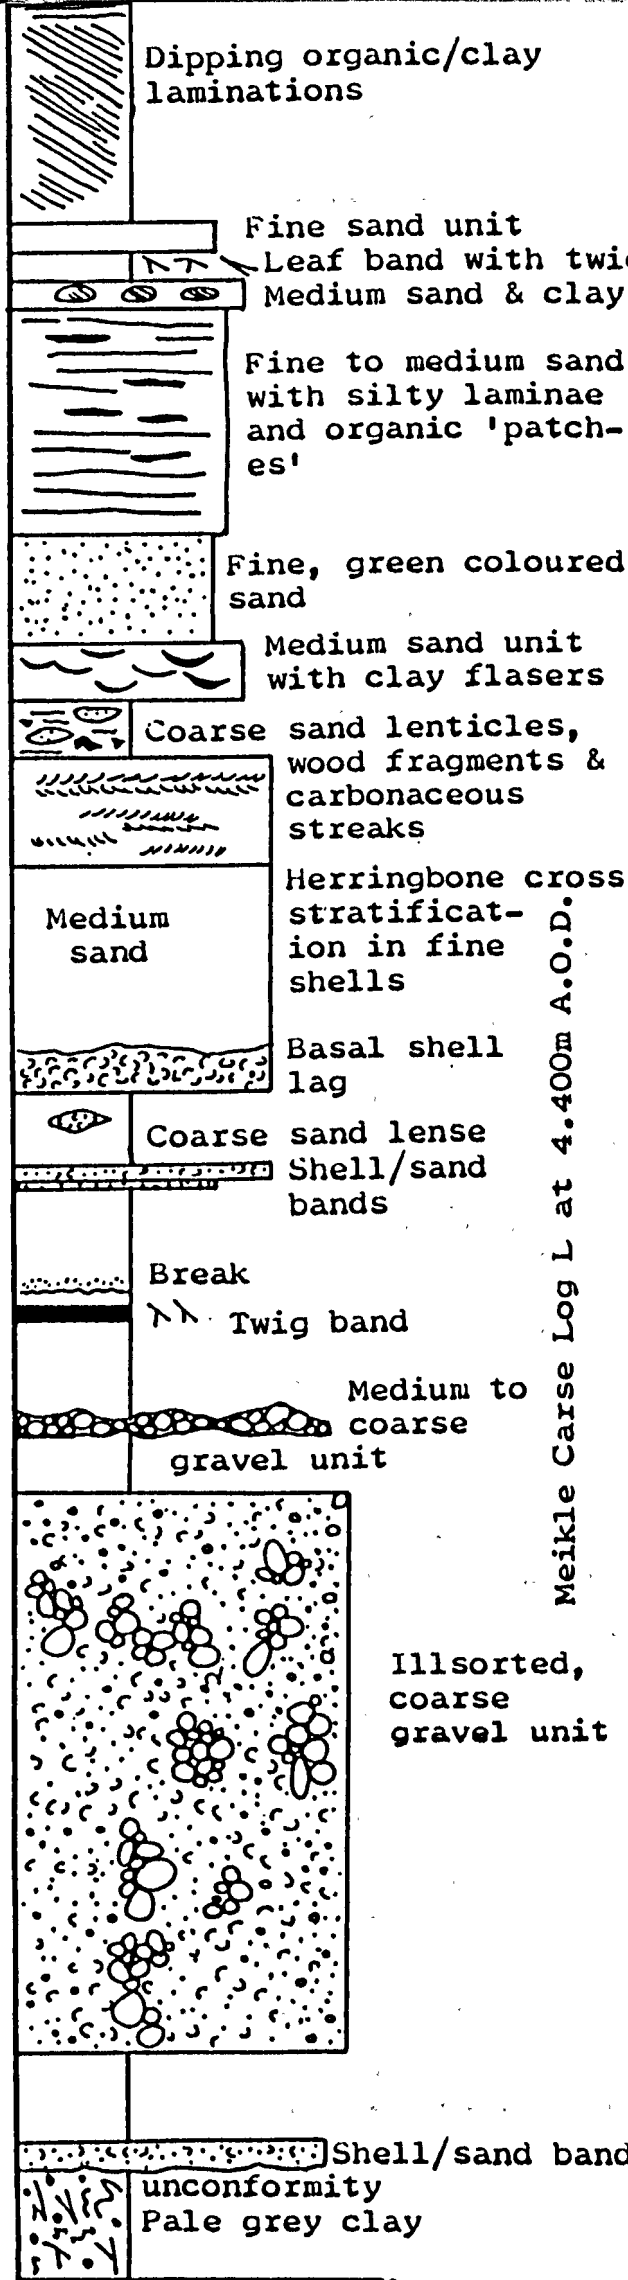 Dipping organic/clay
laminations
Fine sand unit
Leaf band with
Medium sand & clay
Fine to medium sand
with silty laminae
and organic 'patch-
es'
Fine, green coloured
sand
Medium sand unit
with clay flasers
Coarse sand lenticles,
wood fragments &
carbonaceous
streaks
Herringbone cross
stratificat-
ion in fine
shells
Medium
sand
Basal shell
lag
Coarse sand lense
Shell/sand
bands
Break
Twig band
Medium to
coarse
gravel unit
Meikle Carse Log L at 4.400m A.O.D.
Illsorted,
coarse
gravel unit
Shell/sand band
unconformity
Pale grey clay